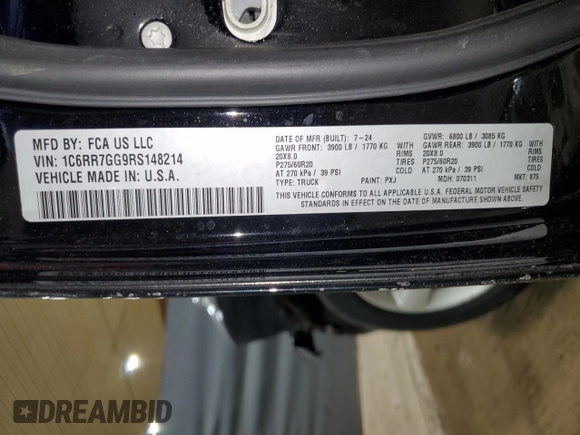 MFD BY: FCA US LLC
VIN: 1C6RR7GG9RS148214
VEHICLE MADE IN: U.S.A.
DATE OF MFR (BUILT): 7-24 GVWR: 6800 LB / 3085 KG
GAWR FRONT: 3900 LB / 1770 KG WITH GAWR REAR: 3900 LB / 1770 KG WITH
20X8.0 RIMS 20X8.0 RIMS
P275/60R20 TIRES P275/60R20 TIRES
AT 270 kPa / 39 PSI COLD AT 270 kPa / 39 PSI COLD
TYPE: TRUCK PAINT: PXJ MDH: 070311 MKT: 875
THIS VEHICLE CONFORMS TO ALL APPLICABLE U.S.A. FEDERAL MOTOR VEHICLE SAFETY
STANDARDS IN EFFECT ON THE DATE OF MANUFACTURE SHOWN ABOVE.
DREAMBID